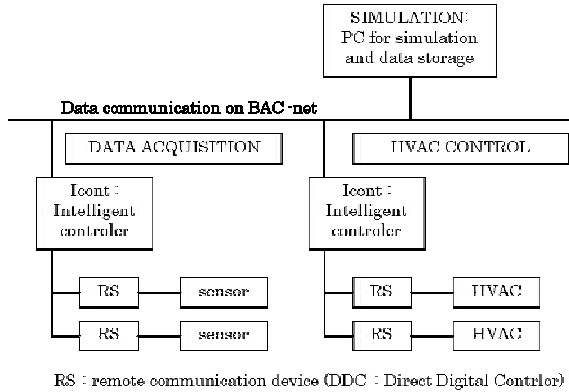 SIMULATION:
PC for simulation
and data storage
Data communication on BAC-net
DATA ACQUISITION
HVAC CONTROL
Icont :
Intelligent
controler
Icont :
Intelligent
controler
RS
sensor
RS
HVAC
RS
sensor
RS
HVAC
RS : remote communication device (DDC : Direct Digital Contrlor)